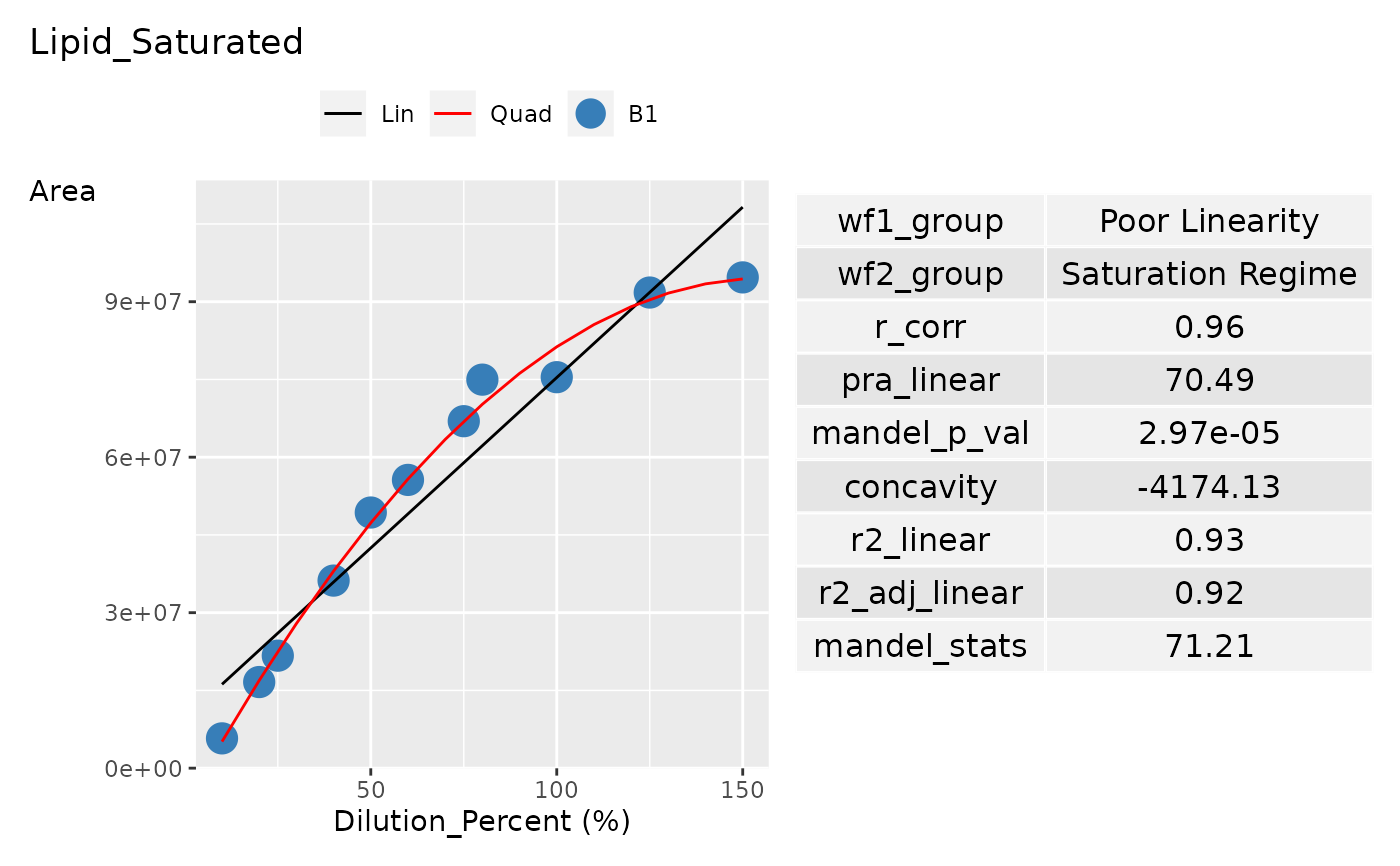 Lipid_Saturated
Lin Quad B1
Area
9e+07
6e+07
3e+07
0e+00
50 100 150
Dilution_Percent (%)
wf1_group Poor Linearity
wf2_group Saturation Regime
r_corr 0.96
pra_linear 70.49
mandel_p_val 2.97e-05
concavity -4174.13
r2_linear 0.93
r2_adj_linear 0.92
mandel_stats 71.21